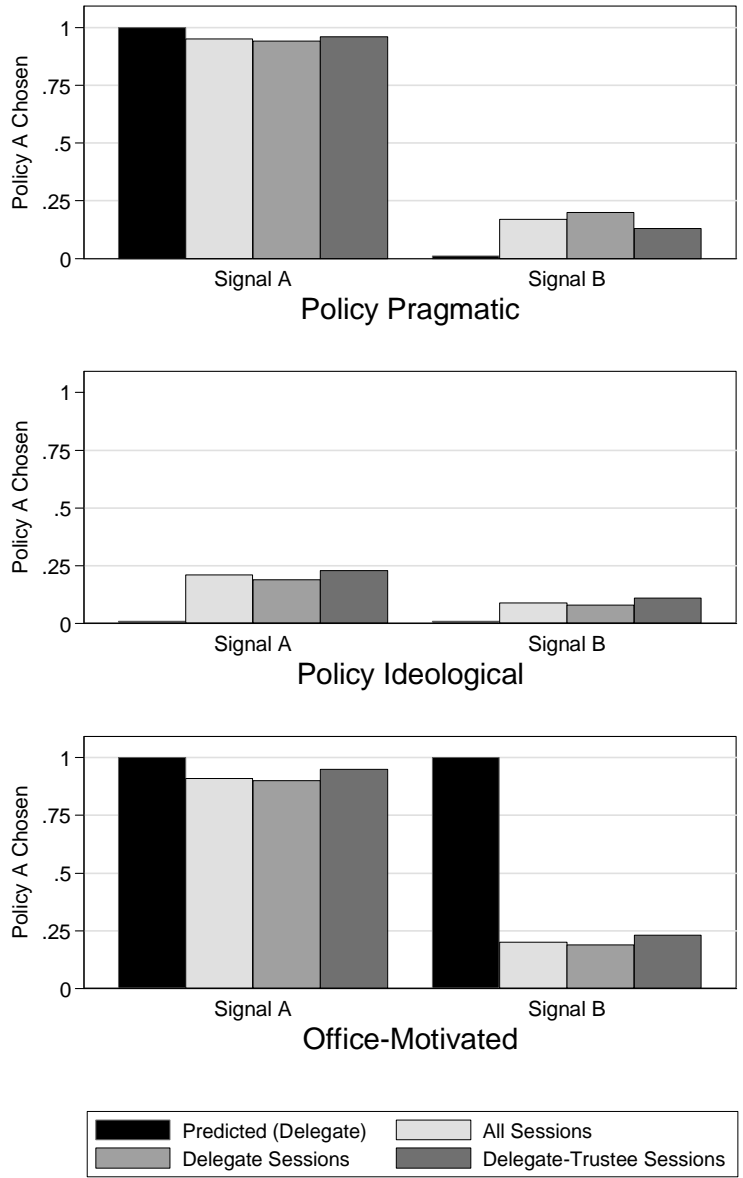 Policy A Chosen
1
.75
.5
.25
0
Signal A Signal B
Policy Pragmatic
Policy A Chosen
1
.75
.5
.25
0
Signal A Signal B
Policy Ideological
Policy A Chosen
1
.75
.5
.25
0
Signal A Signal B
Office-Motivated
Predicted (Delegate) All Sessions
Delegate Sessions Delegate-Trustee Sessions